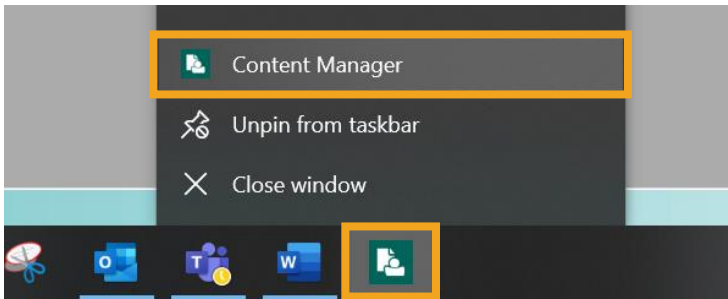 Content Manager
Unpin from taskbar
Close window
O T W